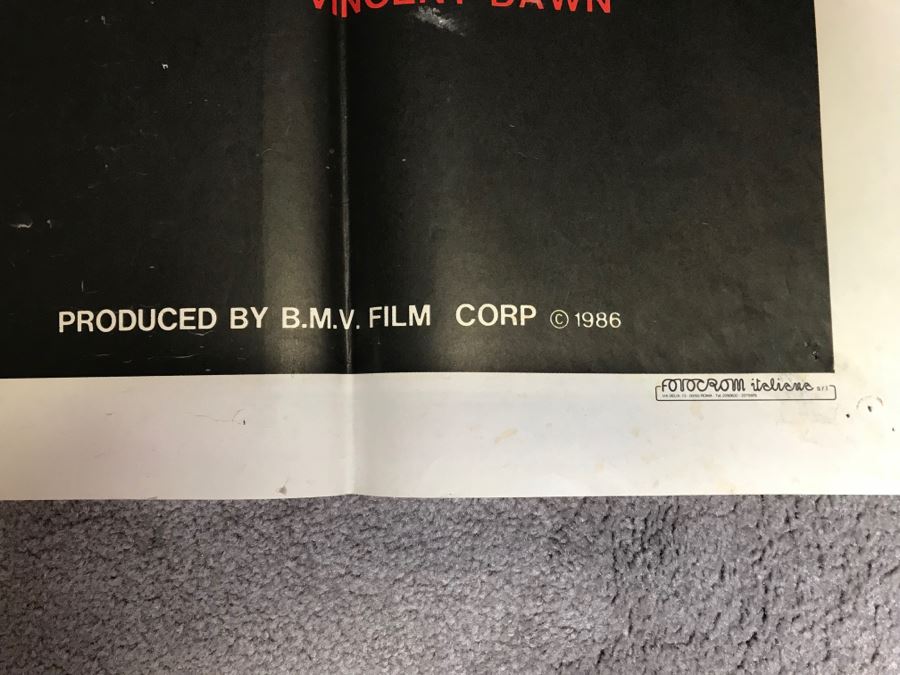 VINCENT DAWN
PRODUCED BY B.M.V. FILM CORP © 1986
FOTOCROM italiana s.r.l.